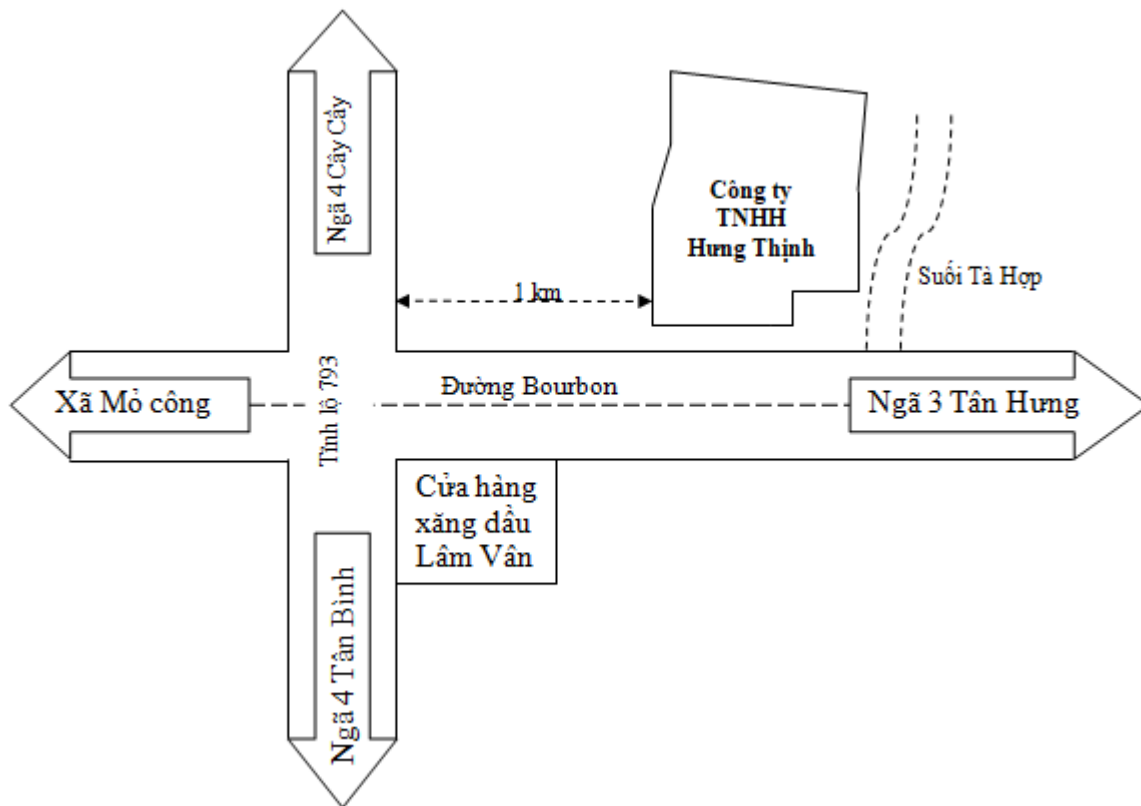 Ngã 4 Cây Cầy
Công ty
TNHH
Hưng Thịnh
Suối Tà Hợp
1 km
Xã Mỏ công
Tỉnh lộ 793
Đường Bourbon
Ngã 3 Tân Hưng
Cửa hàng
xăng dầu
Lâm Vân
Ngã 4 Tân Bình